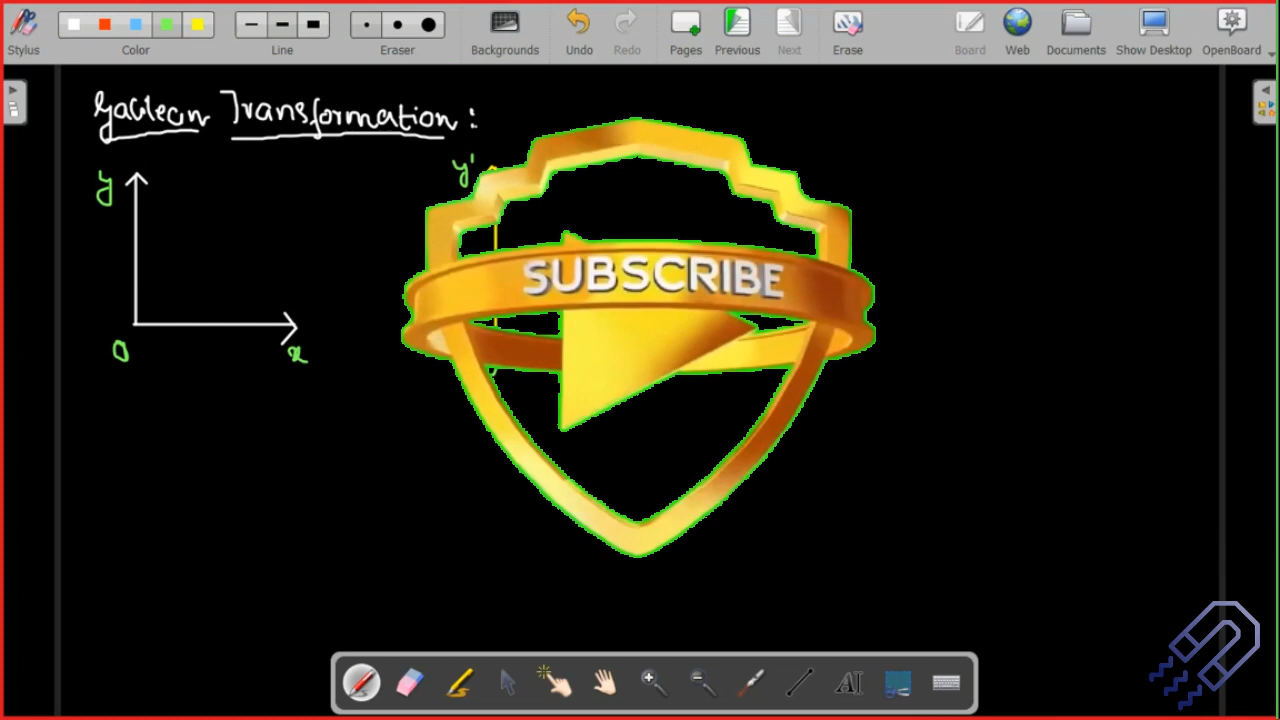 Stylus Color Line Eraser Backgrounds Undo Redo Pages Previous Next Erase Board Web Documents Show Desktop OpenBoard
Galilean Transformation :
y
y'
SUBSCRIBE
O
x
AI